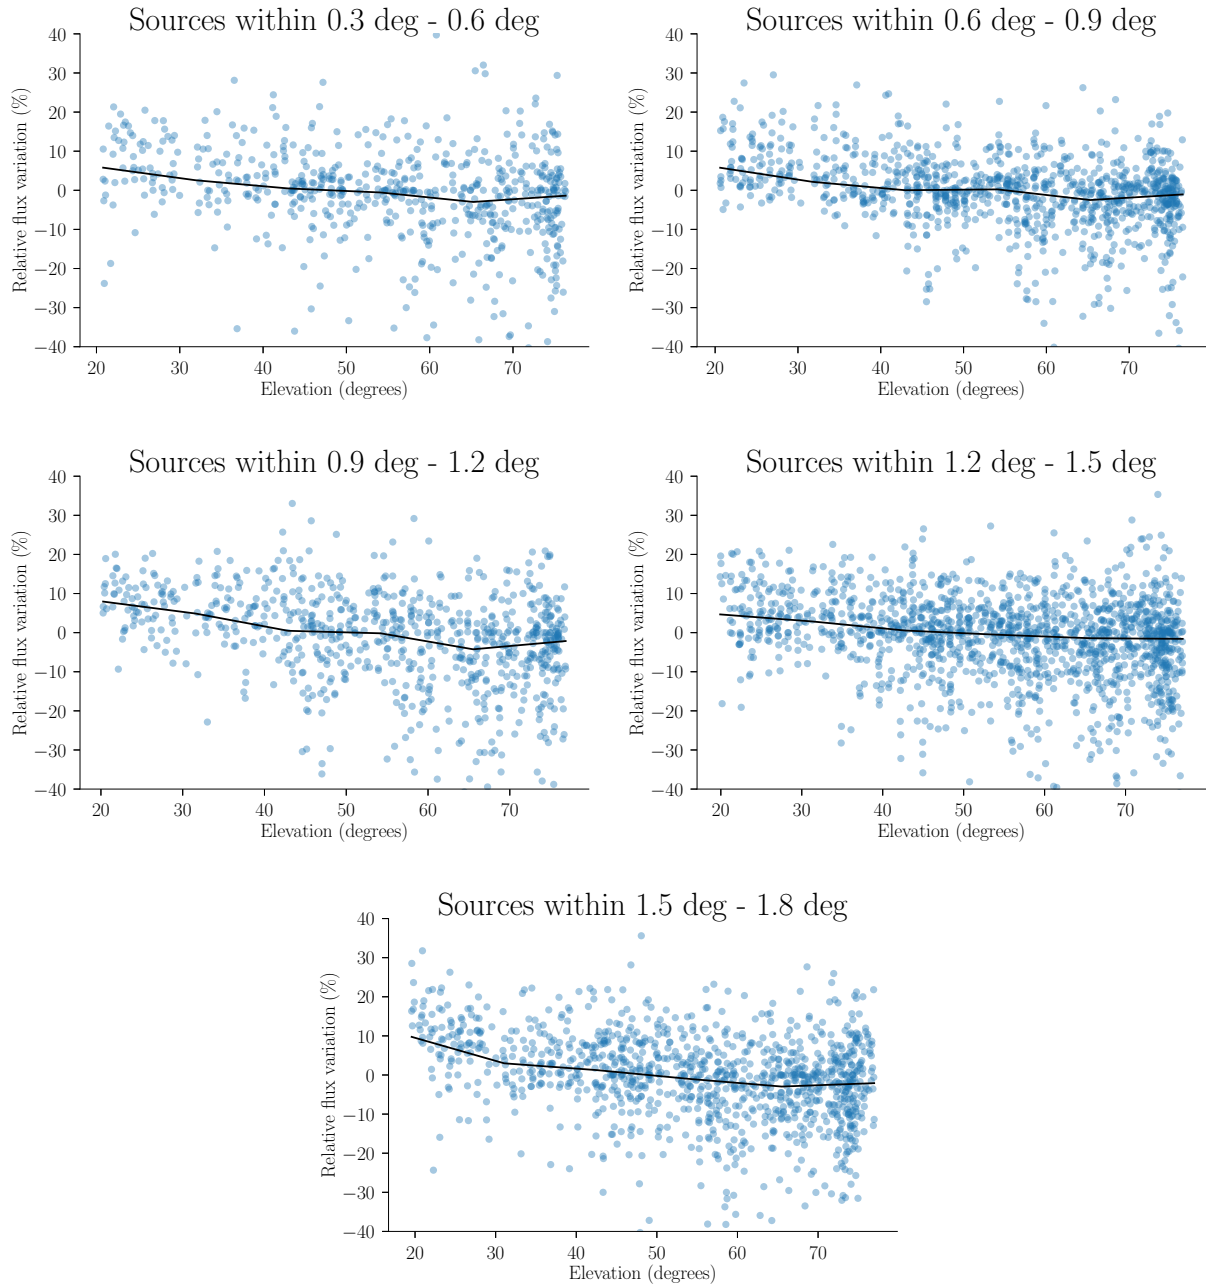 Sources within 0.3 deg - 0.6 deg
40
30
20
10
0
−10
−20
−30
−40
Relative flux variation (%)
20 30 40 50 60 70
Elevation (degrees)
Sources within 0.6 deg - 0.9 deg
40
30
20
10
0
−10
−20
−30
−40
Relative flux variation (%)
20 30 40 50 60 70
Elevation (degrees)
Sources within 0.9 deg - 1.2 deg
40
30
20
10
0
−10
−20
−30
−40
Relative flux variation (%)
20 30 40 50 60 70
Elevation (degrees)
Sources within 1.2 deg - 1.5 deg
40
30
20
10
0
−10
−20
−30
−40
Relative flux variation (%)
20 30 40 50 60 70
Elevation (degrees)
Sources within 1.5 deg - 1.8 deg
40
30
20
10
0
−10
−20
−30
−40
Relative flux variation (%)
20 30 40 50 60 70
Elevation (degrees)